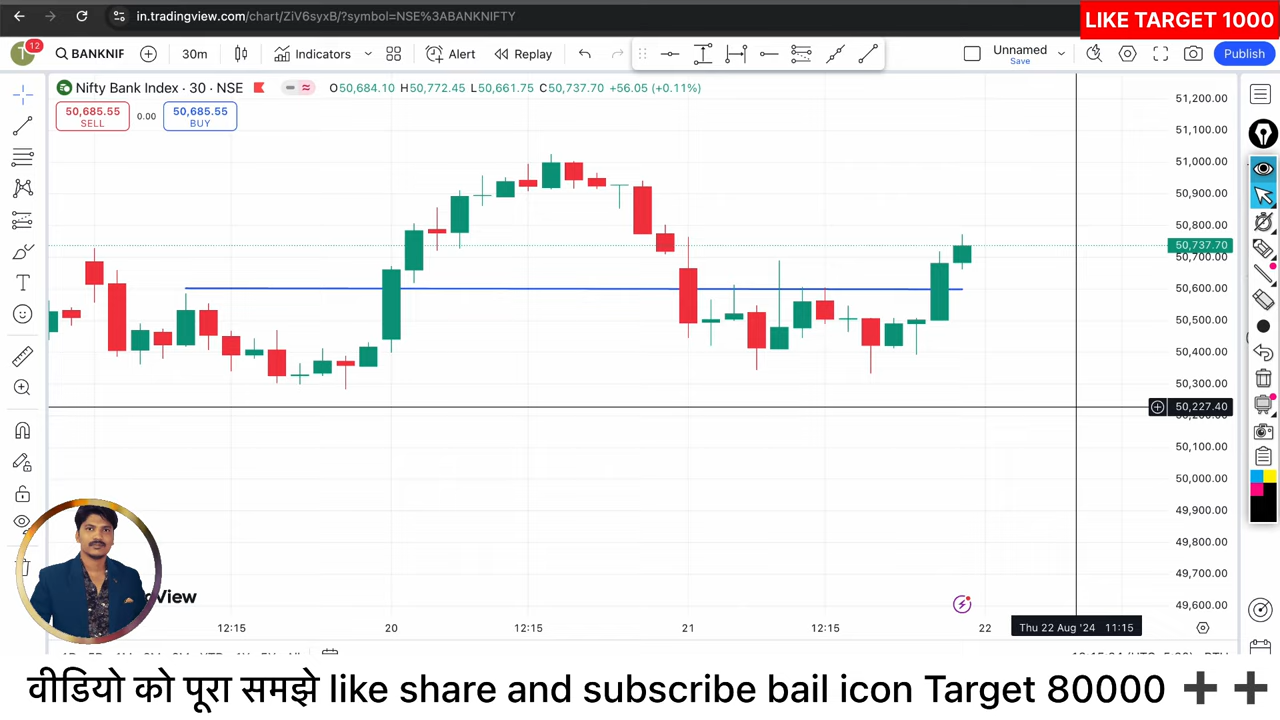 in.tradingview.com/chart/ZiV6syxB/?symbol=NSE%3ABANKNIFTY
LIKE TARGET 1000
T 12 BANKNIF 30m Indicators Alert Replay Unnamed Save Publish
Nifty Bank Index · 30 · NSE O50,684.10 H50,772.45 L50,661.75 C50,737.70 +56.05 (+0.11%)
50,685.55 SELL 0.00 50,685.55 BUY
51,200.00
51,100.00
51,000.00
50,900.00
50,800.00
50,737.70
50,700.00
50,600.00
50,500.00
50,400.00
50,300.00
50,227.40
50,100.00
50,000.00
49,900.00
49,800.00
49,700.00
49,600.00
View
12:15 20 12:15 21 12:15 22 Thu 22 Aug '24 11:15
वीडियो को पूरा समझे like share and subscribe bail icon Target 80000 ➕ ➕